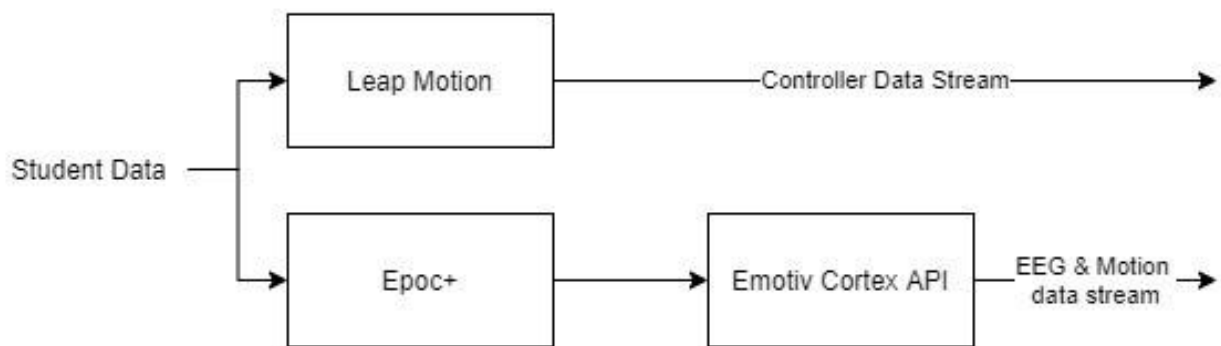 Leap Motion
Controller Data Stream
Student Data
Epoc+
Emotiv Cortex API
EEG & Motion
data stream